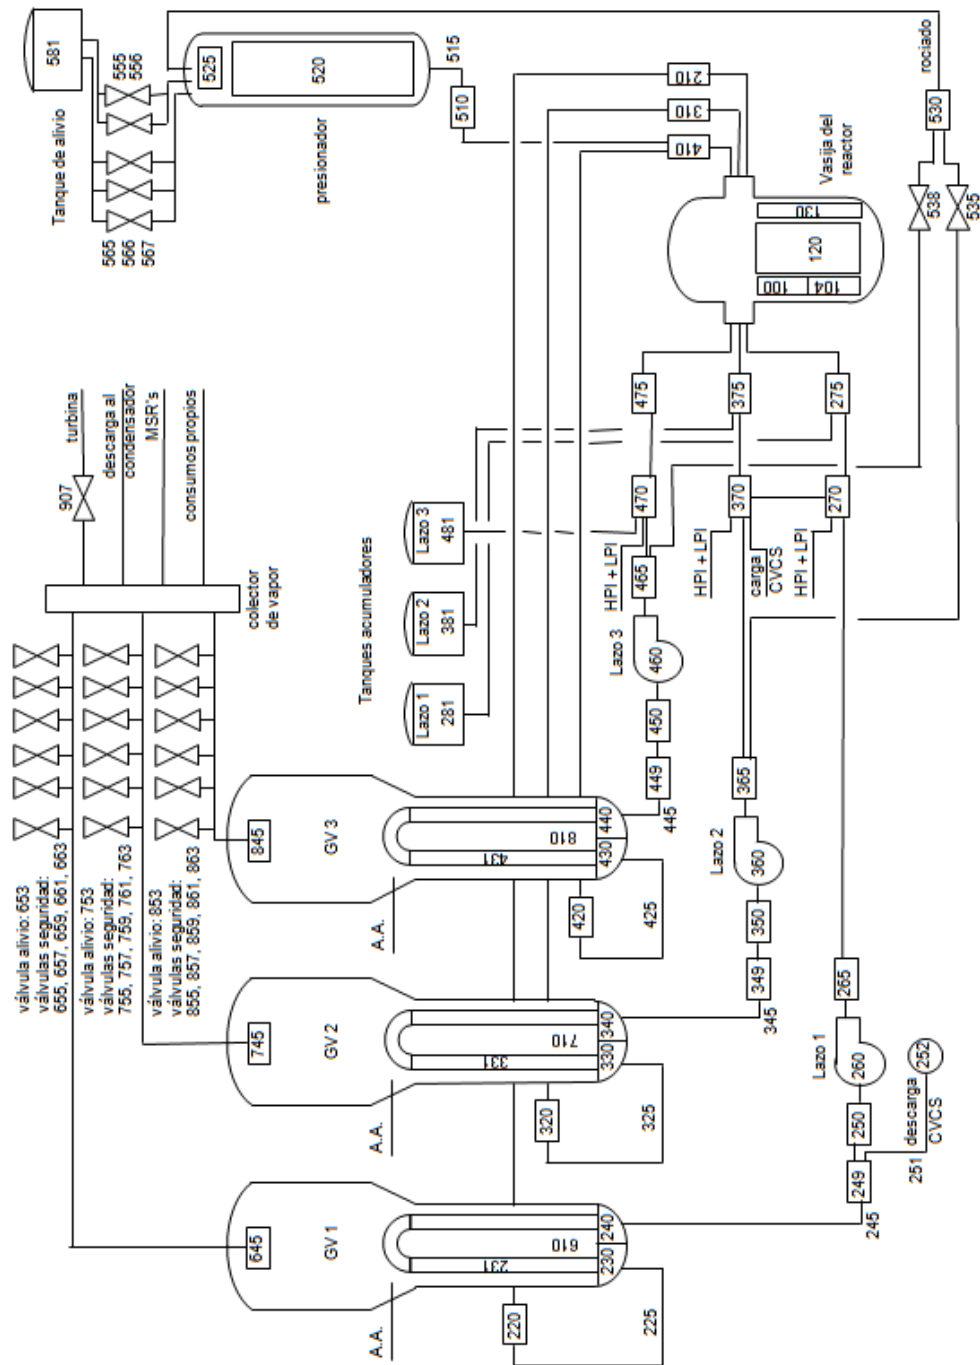 581
Tanque de alivio
555
556
565
566
567
525
520
presionador
515
510
210
310
410
rociado
530
538
535
Vasija del
reactor
130
120
100
104
907
turbina
descarga al
condensador
MSR's
consumos propios
colector
de vapor
válvula alivio: 653
válvulas seguridad:
655, 657, 659, 661, 663
válvula alivio: 753
válvulas seguridad:
755, 757, 759, 761, 763
válvula alivio: 853
válvulas seguridad:
855, 857, 859, 861, 863
Tanques acumuladores
Lazo 1
281
Lazo 2
381
Lazo 3
481
475
375
275
470
370
270
HPI + LPI
HPI + LPI
carga
CVCS
HPI + LPI
465
Lazo 3
460
450
449
445
365
Lazo 2
360
350
349
345
265
Lazo 1
260
250
249
245
251
descarga
CVCS
252
845
GV 3
431
810
430
440
420
425
A.A.
745
GV 2
331
710
330
340
320
325
A.A.
645
GV 1
231
610
230
240
220
225
A.A.